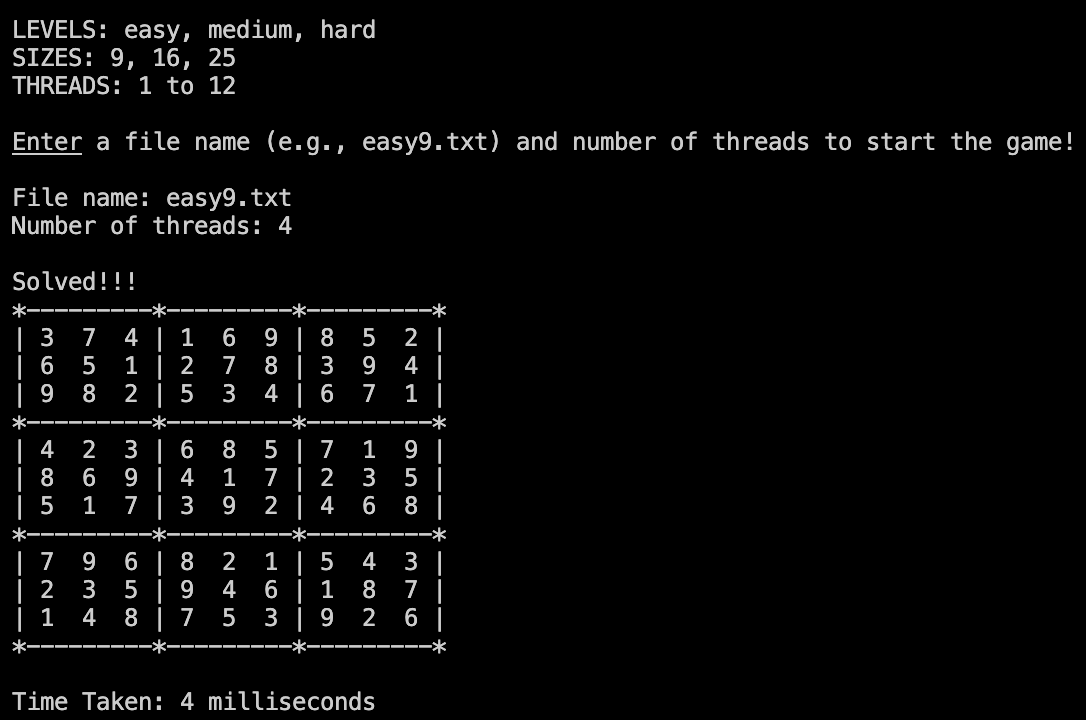 LEVELS: easy, medium, hard
SIZES: 9, 16, 25
THREADS: 1 to 12
Enter a file name (e.g., easy9.txt) and number of threads to start the game!
File name: easy9.txt
Number of threads: 4
Solved!!!
*---------*---------*---------*
| 3  7  4 | 1  6  9 | 8  5  2 |
| 6  5  1 | 2  7  8 | 3  9  4 |
| 9  8  2 | 5  3  4 | 6  7  1 |
*---------*---------*---------*
| 4  2  3 | 6  8  5 | 7  1  9 |
| 8  6  9 | 4  1  7 | 2  3  5 |
| 5  1  7 | 3  9  2 | 4  6  8 |
*---------*---------*---------*
| 7  9  6 | 8  2  1 | 5  4  3 |
| 2  3  5 | 9  4  6 | 1  8  7 |
| 1  4  8 | 7  5  3 | 9  2  6 |
*---------*---------*---------*
Time Taken: 4 milliseconds